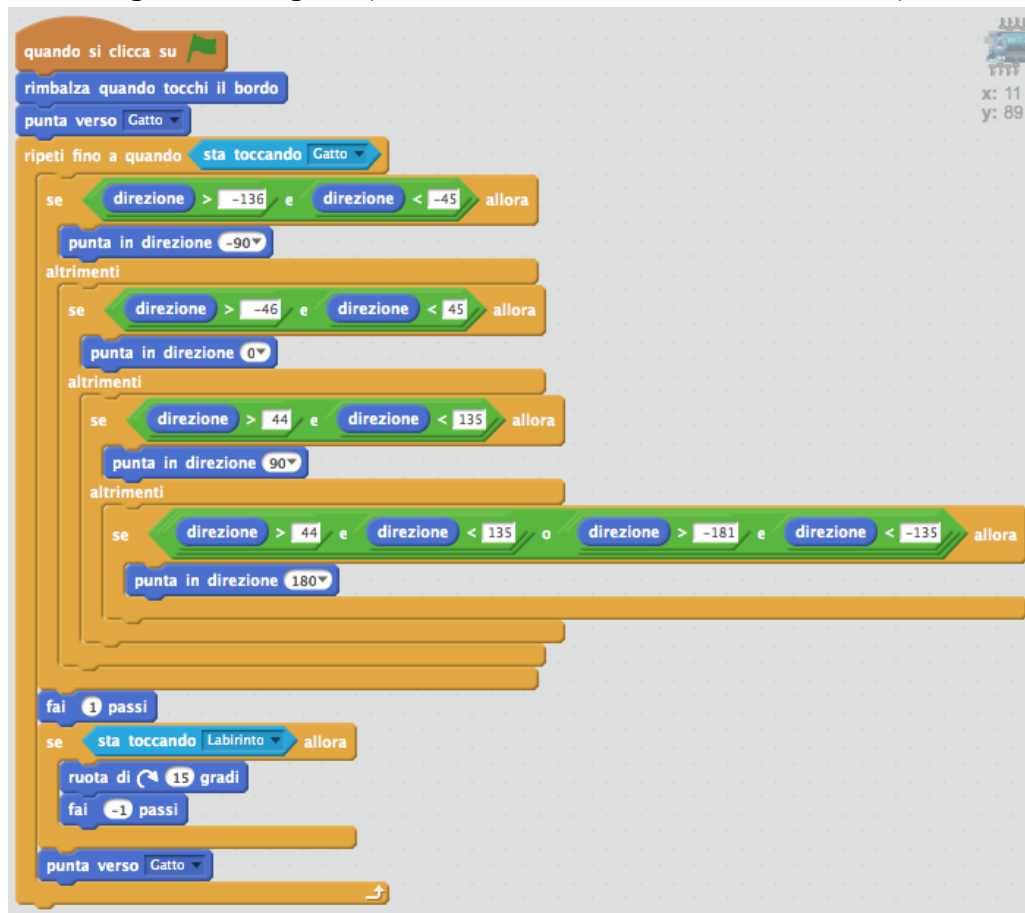 quando si clicca su
rimbalza quando tocchi il bordo
x: 11
y: 89
punta verso Gatto
ripeti fino a quando sta toccando Gatto
se direzione > -136 e direzione < -45 allora
punta in direzione -90
altrimenti
se direzione > -46 e direzione < 45 allora
punta in direzione 0
altrimenti
se direzione > 44 e direzione < 135 allora
punta in direzione 90
altrimenti
se direzione > 44 e direzione < 135 o direzione > -181 e direzione < -135 allora
punta in direzione 180
fai 1 passi
se sta toccando Labirinto allora
ruota di 15 gradi
fai -1 passi
punta verso Gatto